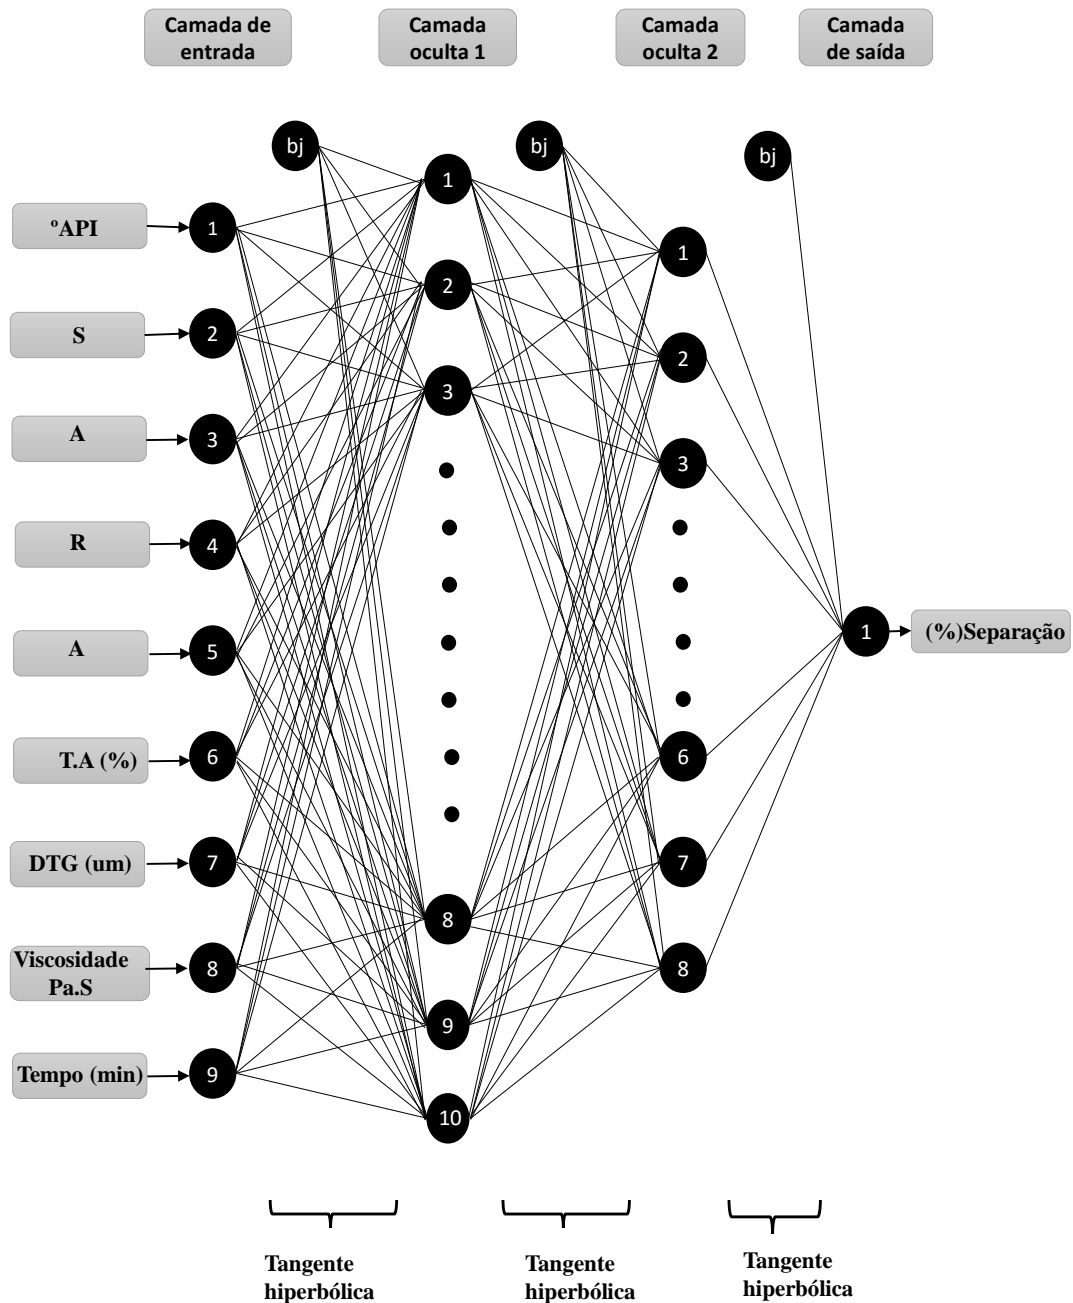 Camada de
entrada
Camada
oculta 1
Camada
oculta 2
Camada
de saída
bj
bj
bj
ºAPI
S
A
R
A
T.A (%)
DTG (um)
Viscosidade
Pa.S
Tempo (min)
1
2
3
4
5
6
7
8
9
1
2
3
8
9
10
1
2
3
6
7
8
1
(%)Separação
Tangente
hiperbólica
Tangente
hiperbólica
Tangente
hiperbólica